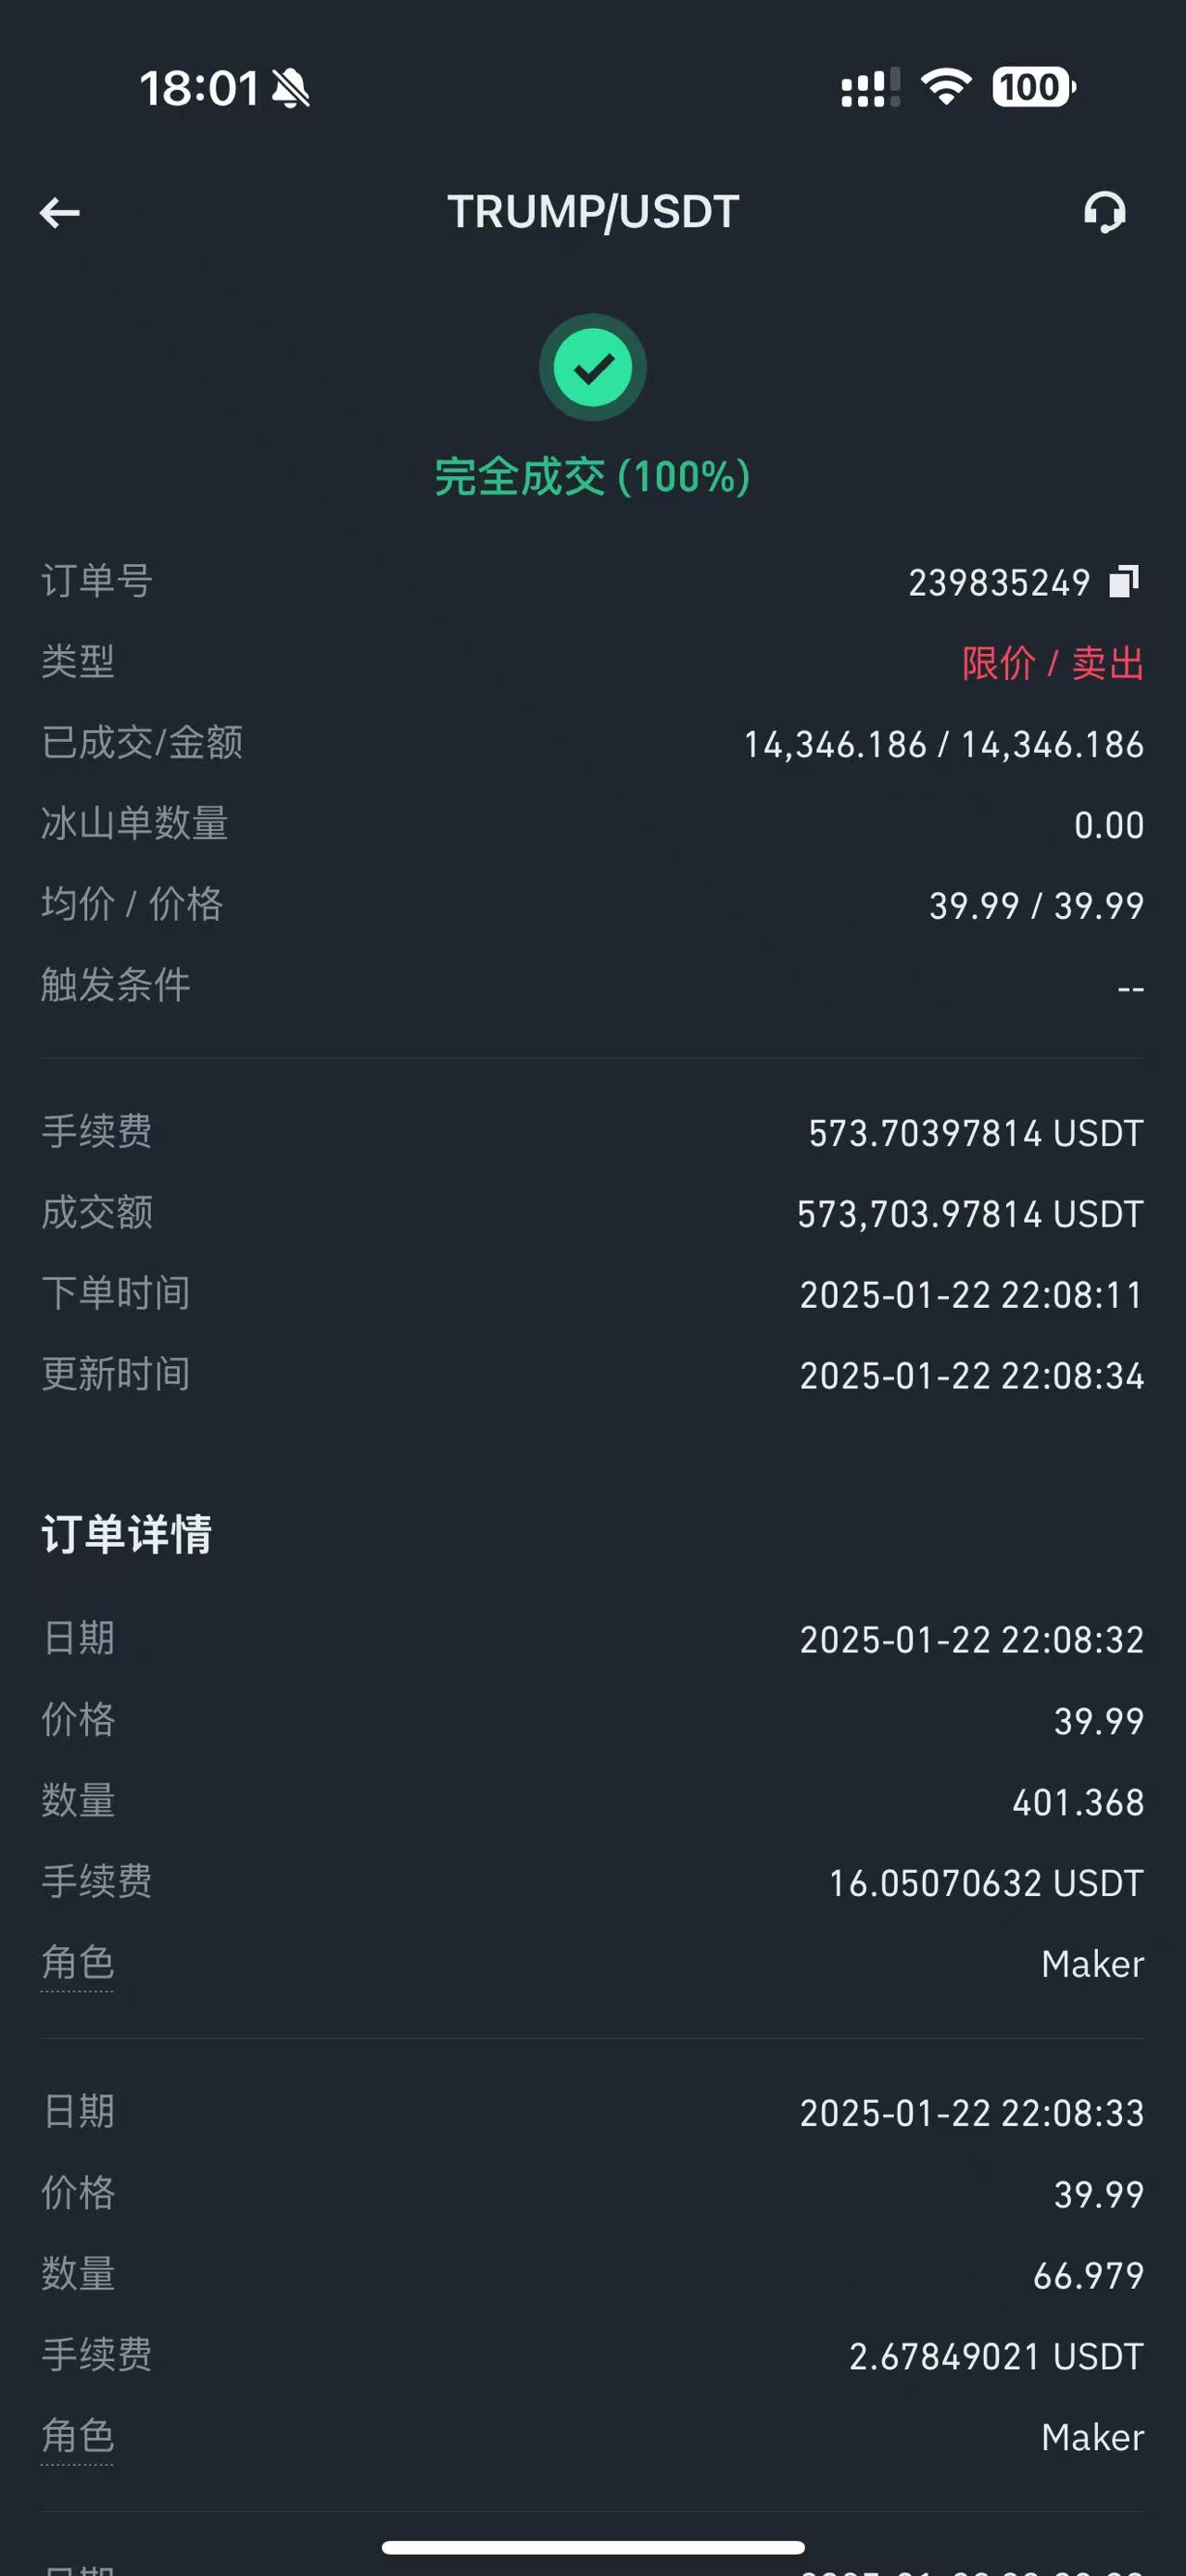 18:01
100
TRUMP/USDT
完全成交 (100%)
订单号 239835249
类型 限价 / 卖出
已成交/金额 14,346.186 / 14,346.186
冰山单数量 0.00
均价 / 价格 39.99 / 39.99
触发条件 --
手续费 573.70397814 USDT
成交额 573,703.97814 USDT
下单时间 2025-01-22 22:08:11
更新时间 2025-01-22 22:08:34
订单详情
日期 2025-01-22 22:08:32
价格 39.99
数量 401.368
手续费 16.05070632 USDT
角色 Maker
日期 2025-01-22 22:08:33
价格 39.99
数量 66.979
手续费 2.67849021 USDT
角色 Maker